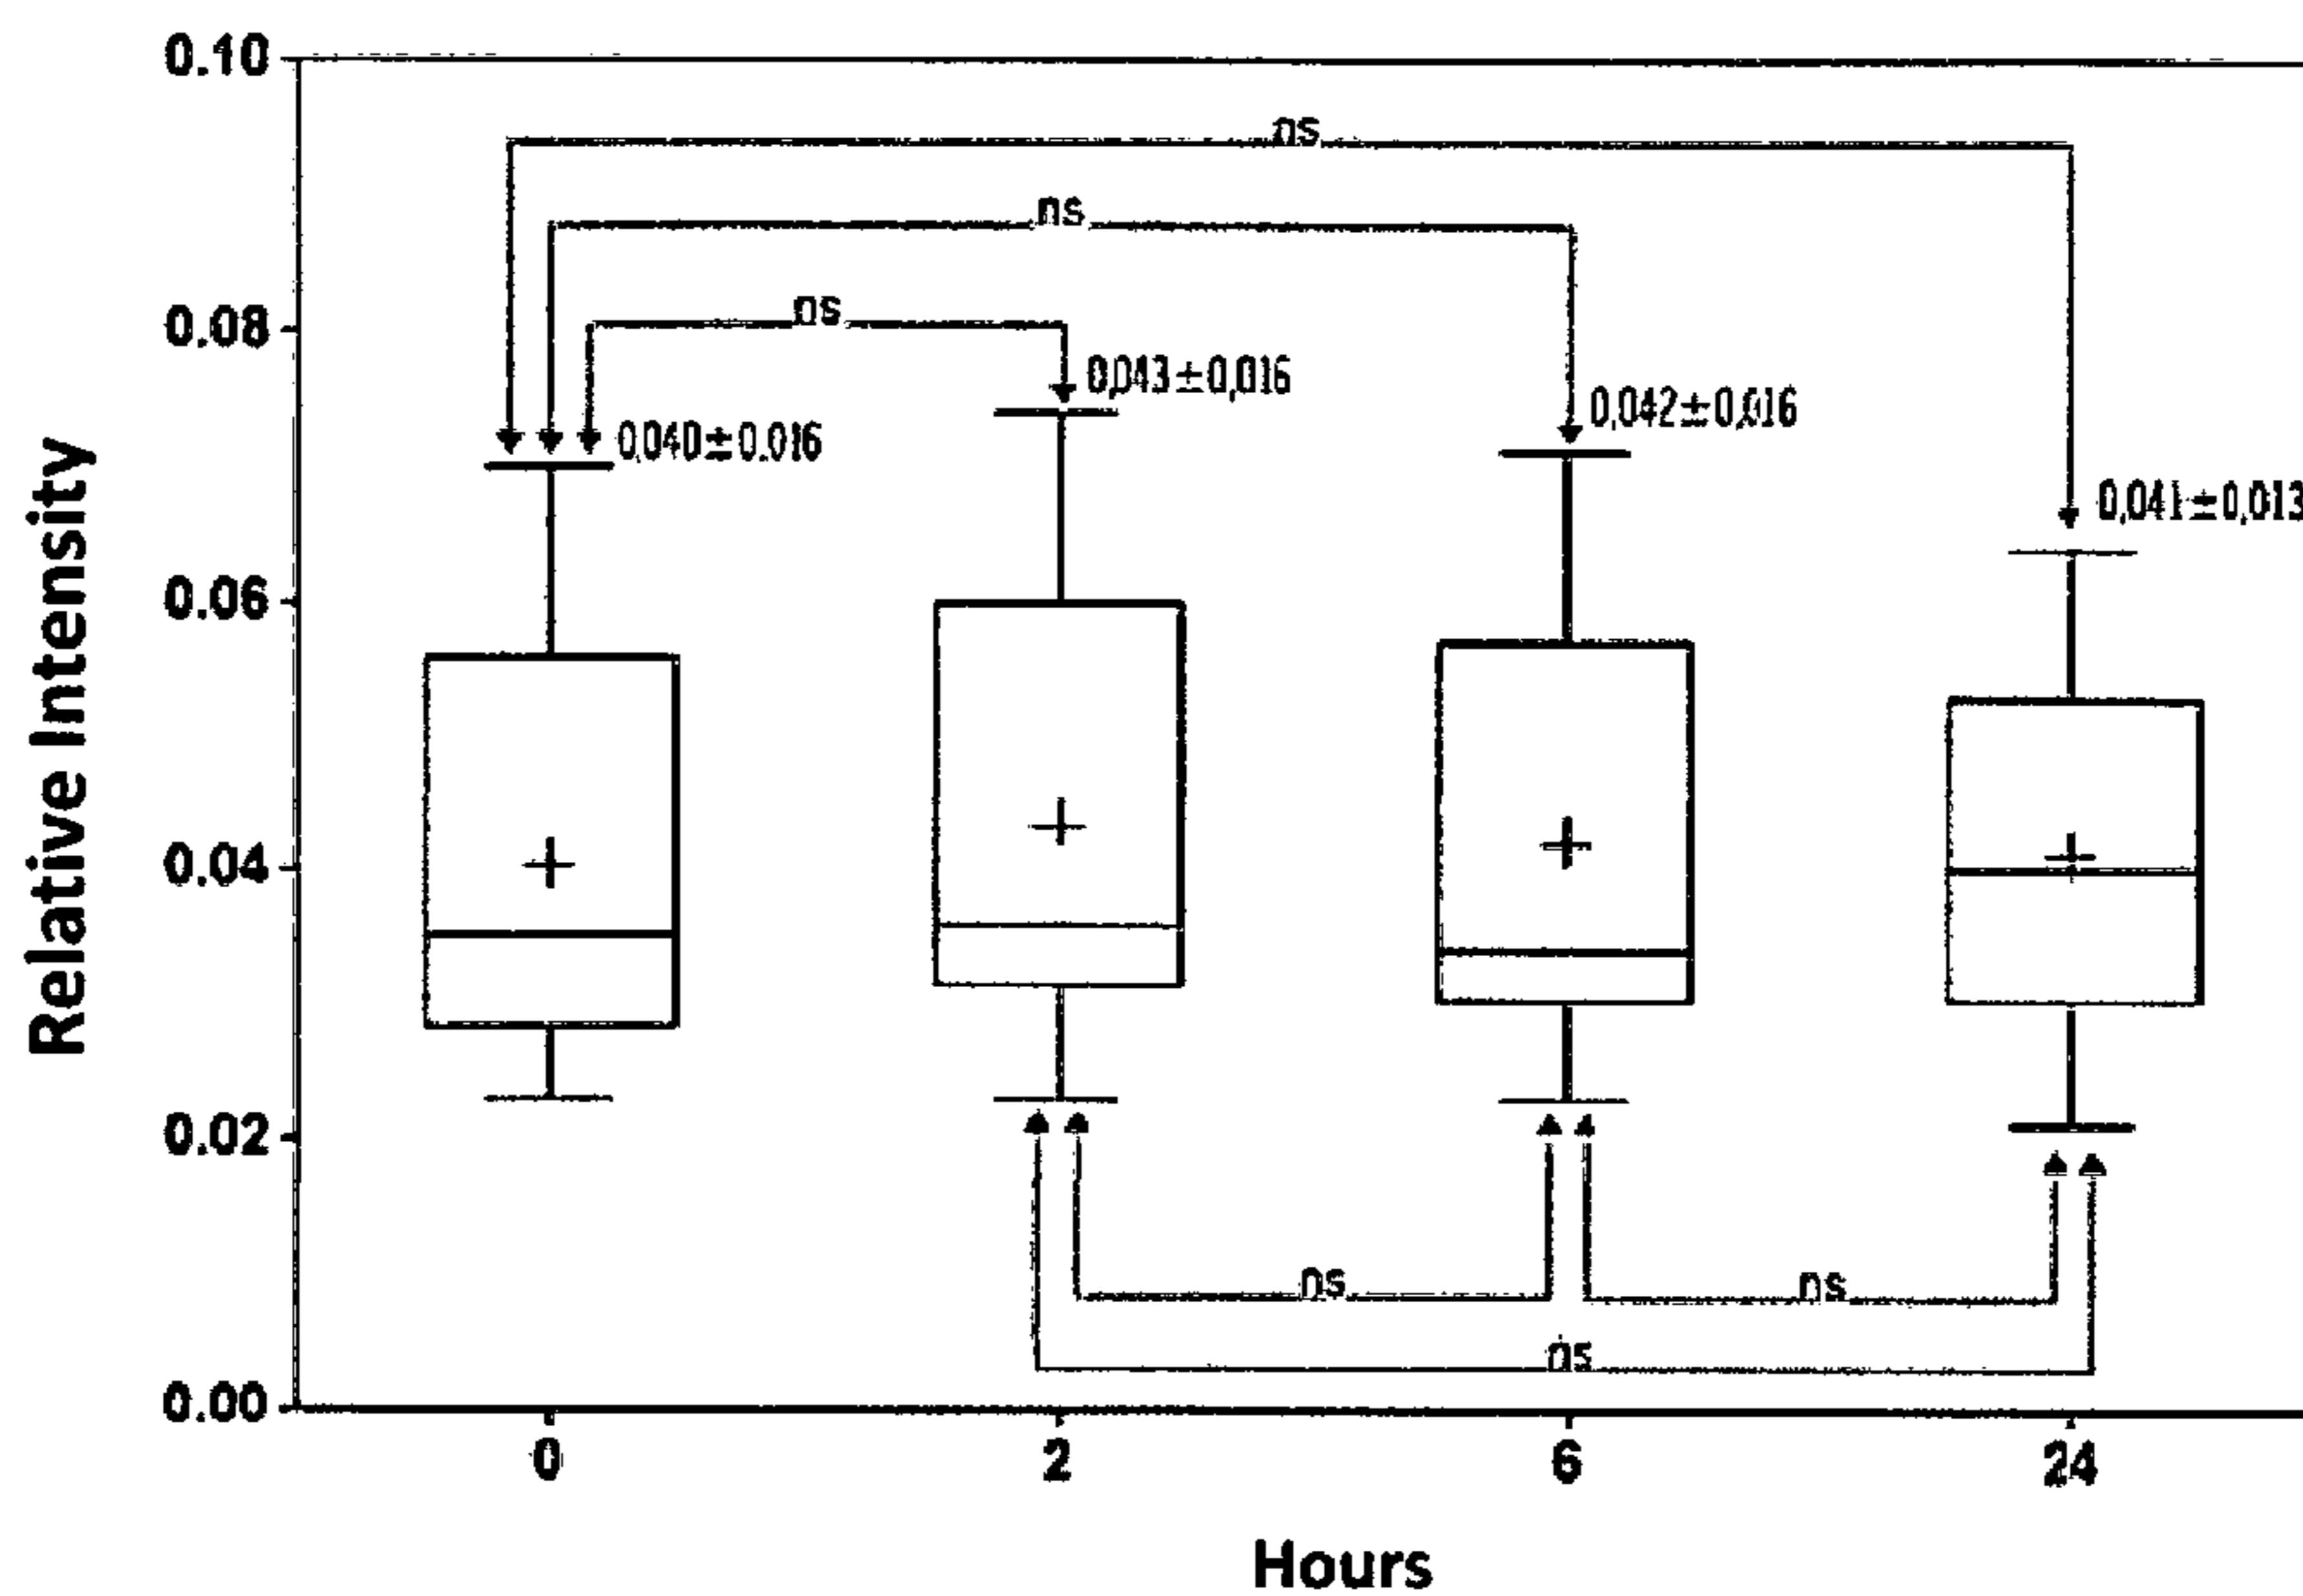 0.10
ns
ns
0.08
ns
0,043±0,016
0,042±0,016
0,040±0.016
0,041±0,013
0.06
Relative Intensity
0.04
0.02
ns
ns
ns
0.00
0
2
6
24
Hours